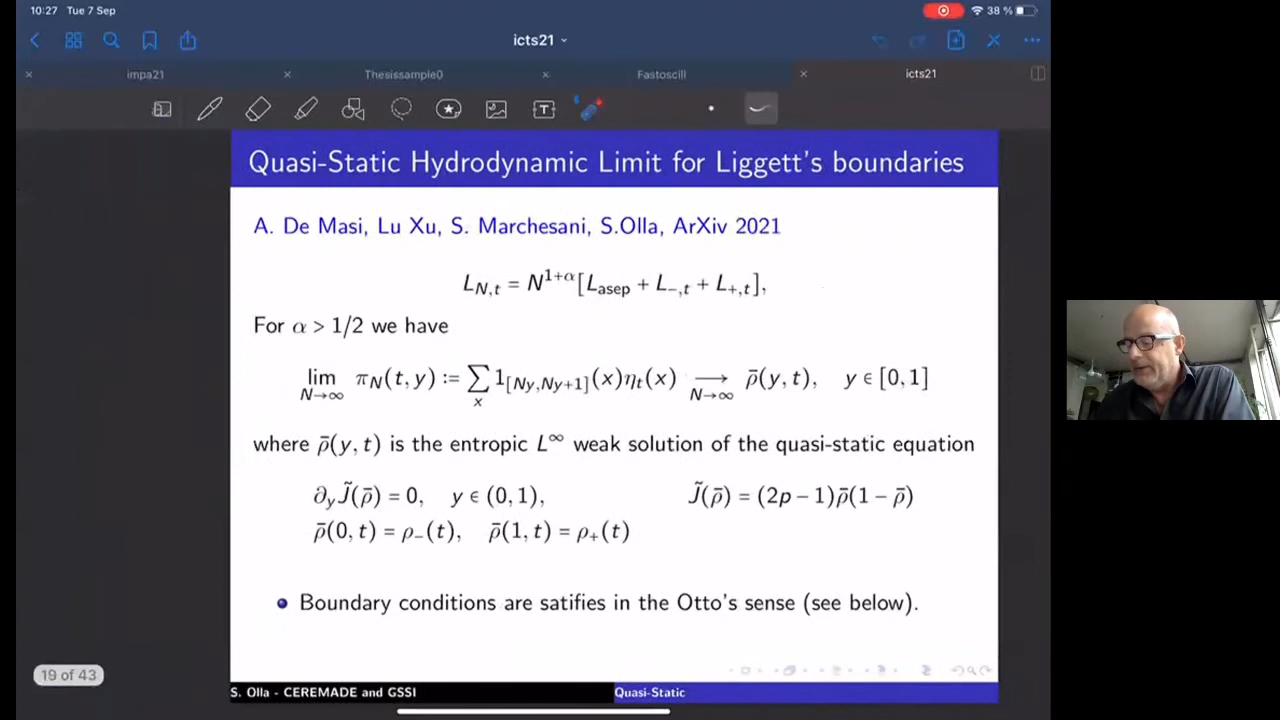 10:27 Tue 7 Sep
38 %
icts21
impa21
Thesissample0
Fastoscill
icts21
Quasi-Static Hydrodynamic Limit for Liggett's boundaries
A. De Masi, Lu Xu, S. Marchesani, S.Olla, ArXiv 2021
L_{N,t} = N^{1+α}[L_{asep} + L_{-,t} + L_{+,t}],
For α > 1/2 we have
lim_{N→∞} π_N(t, y) := ∑_x 1_{[Ny,Ny+1]}(x)η_t(x) ⟶_{N→∞} ρ̄(y, t), y ∈ [0, 1]
where ρ̄(y, t) is the entropic L^∞ weak solution of the quasi-static equation
∂_y J̃(ρ̄) = 0, y ∈ (0, 1), J̃(ρ̄) = (2p − 1)ρ̄(1 − ρ̄)
ρ̄(0, t) = ρ_−(t), ρ̄(1, t) = ρ_+(t)
Boundary conditions are satifies in the Otto's sense (see below).
19 of 43
S. Olla - CEREMADE and GSSI
Quasi-Static